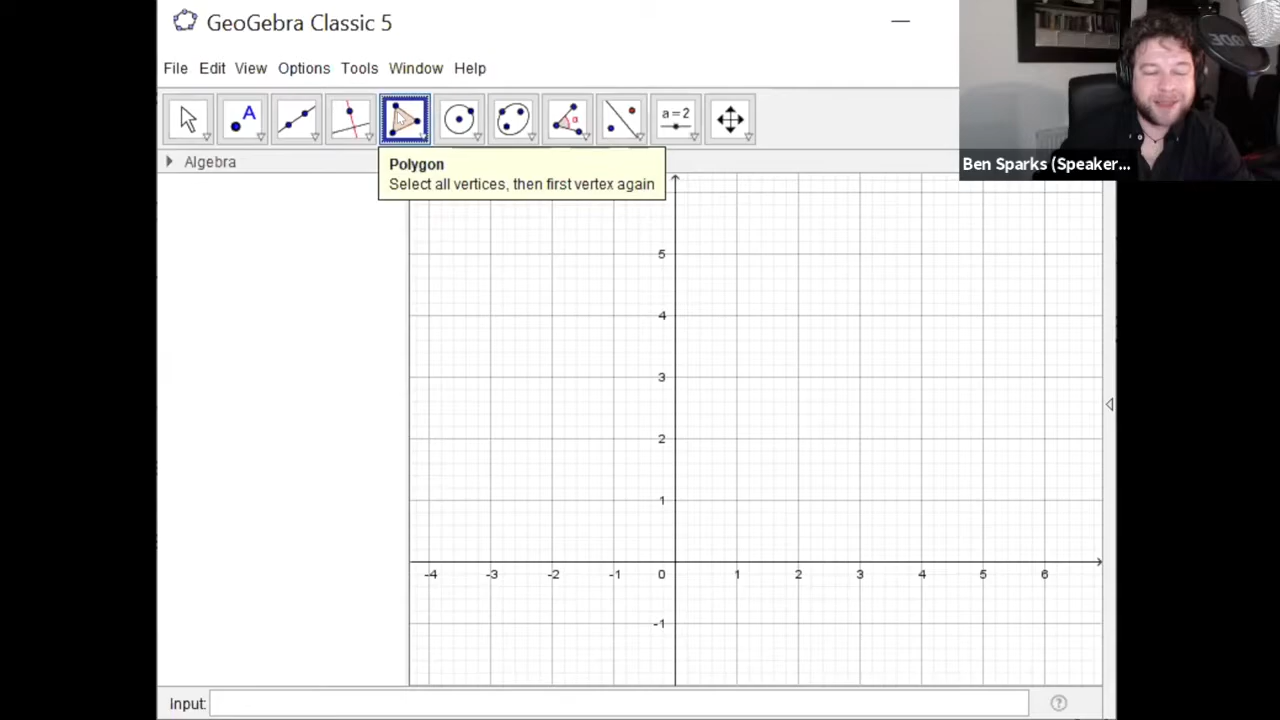 GeoGebra Classic 5
File Edit View Options Tools Window Help
A
α
a = 2
Polygon
Select all vertices, then first vertex again
Algebra
Ben Sparks (Speaker...
RODE
5
4
3
2
1
-4 -3 -2 -1 0 1 2 3 4 5 6
-1
Input:
?